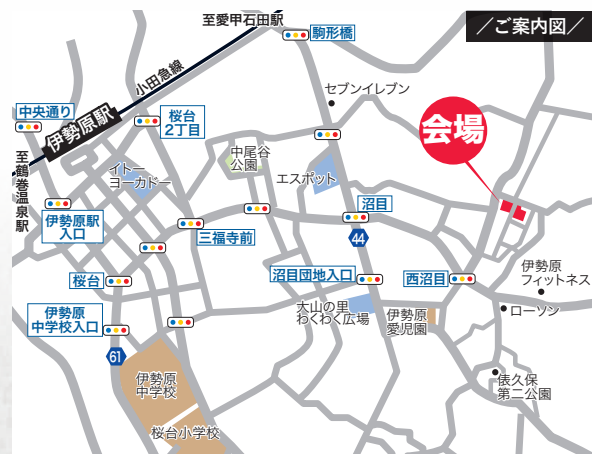 至愛甲石田駅
駒形橋
／ご案内図／
小田急線
セブンイレブン
中央通り
伊勢原駅
桜台
2丁目
会場
至鶴巻温泉駅
イトー
ヨーカドー
中尾谷
公園
エスポット
伊勢原駅
入口
三福寺前
沼目
44
桜台
沼目団地入口
西沼目
伊勢原
フィットネス
伊勢原
中学校入口
大山の里
わくわく広場
伊勢原
愛児園
ローソン
61
伊勢原
中学校
俵久保
第二公園
桜台小学校